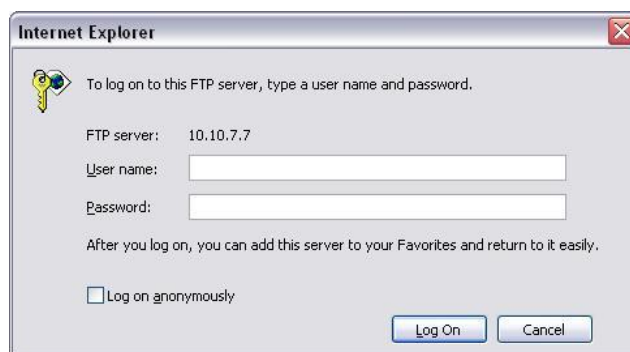 Internet Explorer
To log on to this FTP server, type a user name and password.
FTP server: 10.10.7.7
User name:
Password:
After you log on, you can add this server to your Favorites and return to it easily.
Log on anonymously
Log On Cancel